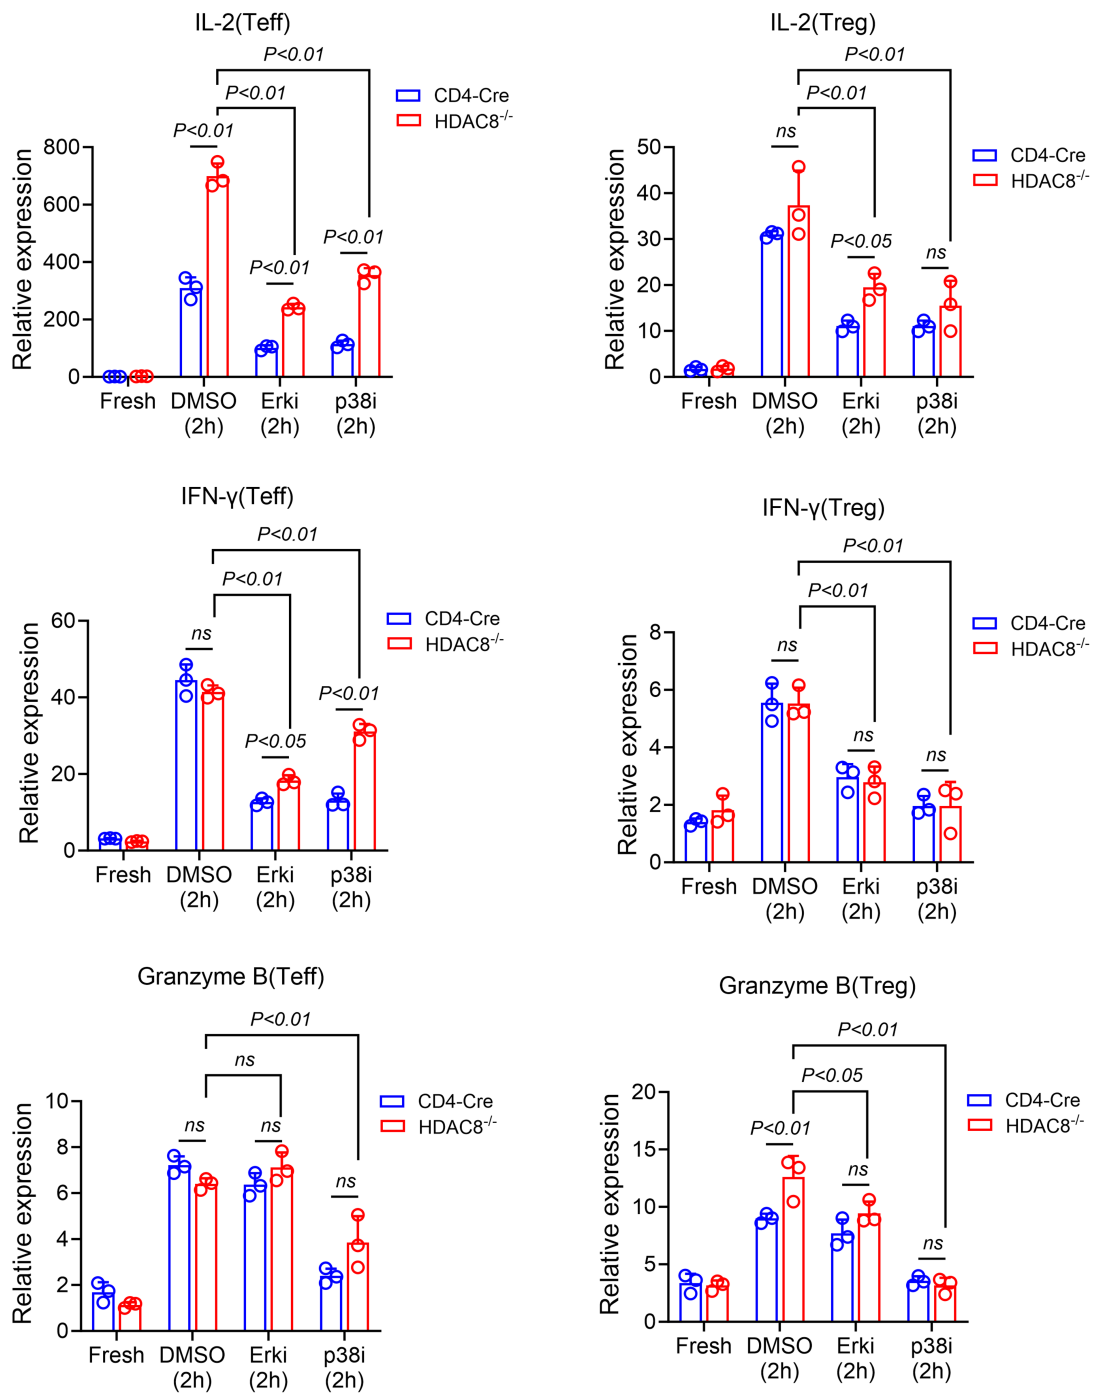 IL-2(Teff)
P<0.01
P<0.01
P<0.01
P<0.01
P<0.01
CD4-Cre
HDAC8-/-
Relative expression
800
600
400
200
0
Fresh
DMSO
(2h)
Erki
(2h)
p38i
(2h)
IL-2(Treg)
P<0.01
P<0.01
ns
P<0.05
ns
CD4-Cre
HDAC8-/-
Relative expression
50
40
30
20
10
0
Fresh
DMSO
(2h)
Erki
(2h)
p38i
(2h)
IFN-γ(Teff)
P<0.01
P<0.01
ns
P<0.01
P<0.05
CD4-Cre
HDAC8-/-
Relative expression
60
40
20
0
Fresh
DMSO
(2h)
Erki
(2h)
p38i
(2h)
IFN-γ(Treg)
P<0.01
P<0.01
ns
ns
ns
CD4-Cre
HDAC8-/-
Relative expression
8
6
4
2
0
Fresh
DMSO
(2h)
Erki
(2h)
p38i
(2h)
Granzyme B(Teff)
P<0.01
ns
ns
ns
ns
CD4-Cre
HDAC8-/-
Relative expression
10
8
6
4
2
0
Fresh
DMSO
(2h)
Erki
(2h)
p38i
(2h)
Granzyme B(Treg)
P<0.01
P<0.05
P<0.01
ns
ns
CD4-Cre
HDAC8-/-
Relative expression
20
15
10
5
0
Fresh
DMSO
(2h)
Erki
(2h)
p38i
(2h)